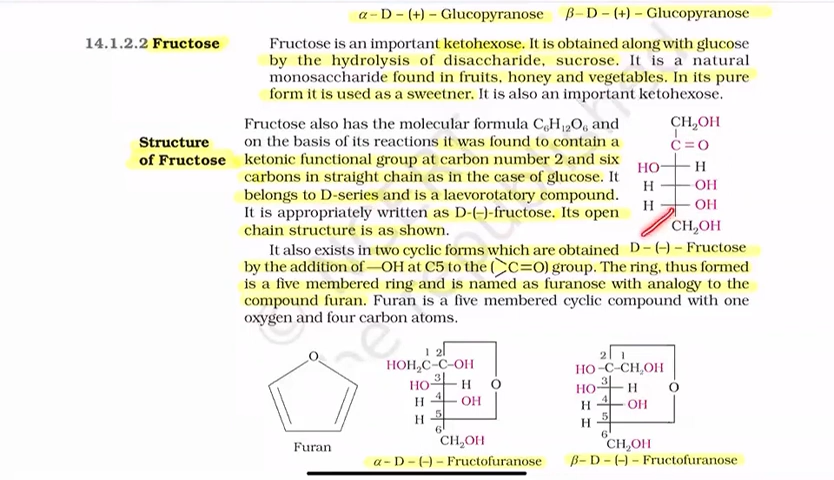 α – D – (+) – Glucopyranose β – D – (+) – Glucopyranose
14.1.2.2 Fructose
Fructose is an important ketohexose. It is obtained along with glucose
by the hydrolysis of disaccharide, sucrose. It is a natural
monosaccharide found in fruits, honey and vegetables. In its pure
form it is used as a sweetner. It is also an important ketohexose.
Structure
of Fructose
Fructose also has the molecular formula C₆H₁₂O₆ and
on the basis of its reactions it was found to contain a
ketonic functional group at carbon number 2 and six
carbons in straight chain as in the case of glucose. It
belongs to D-series and is a laevorotatory compound.
It is appropriately written as D-(–)-fructose. Its open
chain structure is as shown.
CH₂OH
C=O
HO H
H OH
H OH
CH₂OH
D – (–) – Fructose
It also exists in two cyclic forms which are obtained
by the addition of —OH at C5 to the (>C=O) group. The ring, thus formed
is a five membered ring and is named as furanose with analogy to the
compound furan. Furan is a five membered cyclic compound with one
oxygen and four carbon atoms.
O
Furan
1 2
HOH₂C–C–OH
3
HO H O
4
H OH
5
H
6
CH₂OH
α – D – (–) – Fructofuranose
2 1
HO–C–CH₂OH
3
HO H O
4
H OH
5
H
6
CH₂OH
β – D – (–) – Fructofuranose